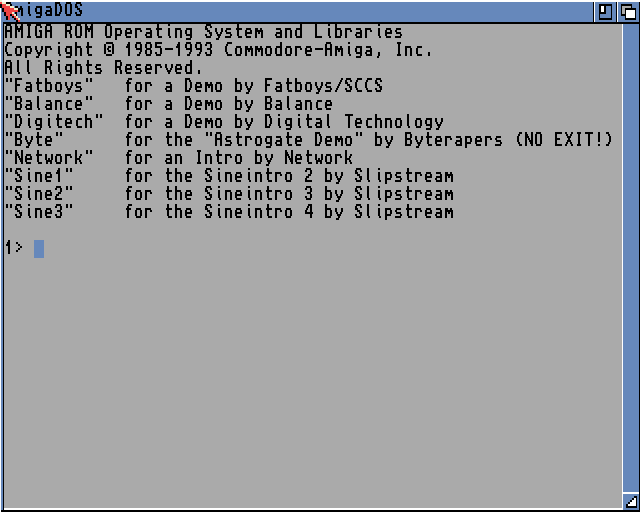 AmigaDOS
AMIGA ROM Operating System and Libraries
Copyright © 1985-1993 Commodore-Amiga, Inc.
All Rights Reserved.
"Fatboys"   for a Demo by Fatboys/SCCS
"Balance"   for a Demo by Balance
"Digitech"  for a Demo by Digital Technology
"Byte"      for the "Astrogate Demo" by Byterapers (NO EXIT!)
"Network"   for an Intro by Network
"Sine1"     for the Sineintro 2 by Slipstream
"Sine2"     for the Sineintro 3 by Slipstream
"Sine3"     for the Sineintro 4 by Slipstream
1>